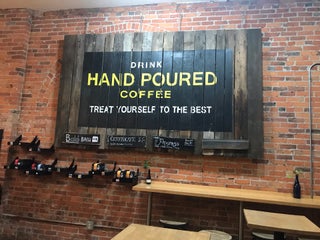 DRINK
HAND POURED
COFFEE
TREAT YOURSELF TO THE BEST